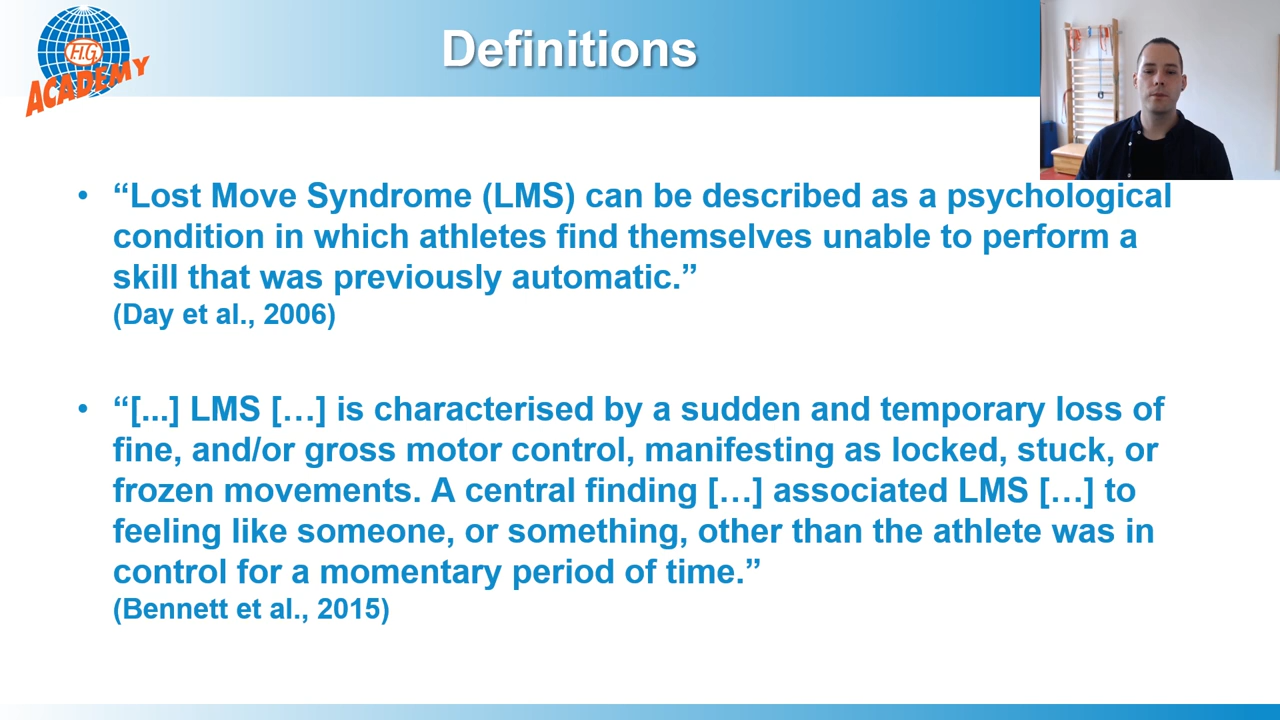 F.I.G.
ACADEMY
Definitions
• “Lost Move Syndrome (LMS) can be described as a psychological
condition in which athletes find themselves unable to perform a
skill that was previously automatic.”
(Day et al., 2006)
• “[...] LMS […] is characterised by a sudden and temporary loss of
fine, and/or gross motor control, manifesting as locked, stuck, or
frozen movements. A central finding […] associated LMS […] to
feeling like someone, or something, other than the athlete was in
control for a momentary period of time.”
(Bennett et al., 2015)